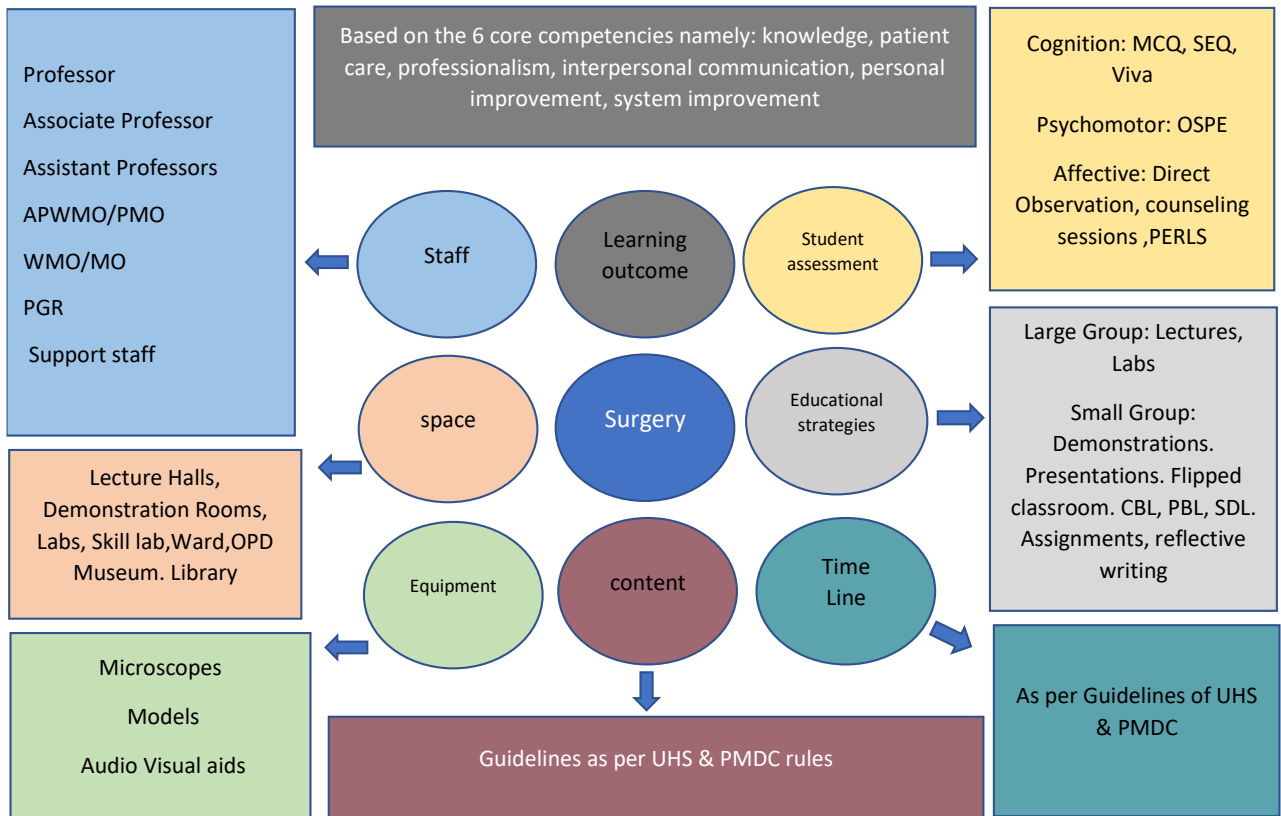 Professor
Associate Professor
Assistant Professors
APWMO/PMO
WMO/MO
PGR
Support staff
Based on the 6 core competencies namely: knowledge, patient
care, professionalism, interpersonal communication, personal
improvement, system improvement
Cognition: MCQ, SEQ,
Viva
Psychomotor: OSPE
Affective: Direct
Observation, counseling
sessions ,PERLS
Staff
Learning
outcome
Student
assessment
space
Surgery
Educational
strategies
Large Group: Lectures,
Labs
Small Group:
Demonstrations.
Presentations. Flipped
classroom. CBL, PBL, SDL.
Assignments, reflective
writing
Lecture Halls,
Demonstration Rooms,
Labs, Skill lab,Ward,OPD
Museum. Library
Equipment
content
Time
Line
Microscopes
Models
Audio Visual aids
Guidelines as per UHS & PMDC rules
As per Guidelines of UHS
& PMDC